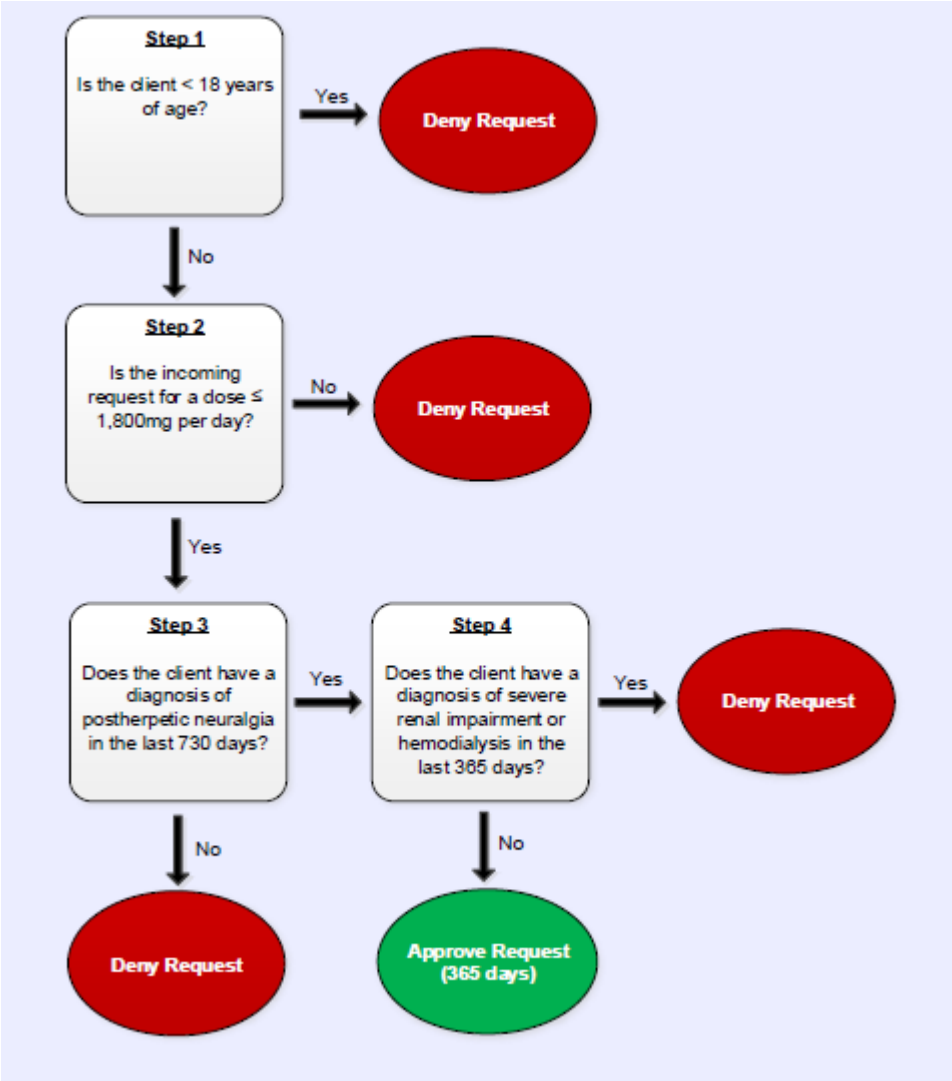 Step 1
Is the client < 18 years
of age?
Yes
Deny Request
No
Step 2
Is the incoming
request for a dose ≤
1,800mg per day?
No
Deny Request
Yes
Step 3
Does the client have a
diagnosis of
postherpetic neuralgia
in the last 730 days?
Yes
Step 4
Does the client have a
diagnosis of severe
renal impairment or
hemodialysis in the
last 365 days?
Yes
Deny Request
No
Deny Request
No
Approve Request
(365 days)